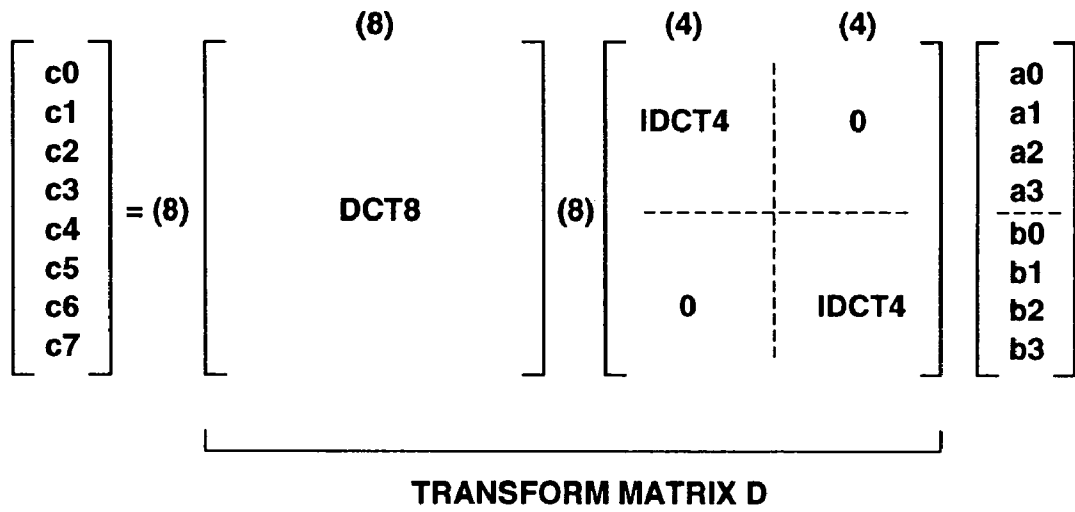 (8) (4) (4)
c0 a0
c1 a1
IDCT4 0
c2 a2
c3 a3
= (8) DCT8 (8)
c4 b0
c5 b1
c6 0 IDCT4 b2
c7 b3
TRANSFORM MATRIX D